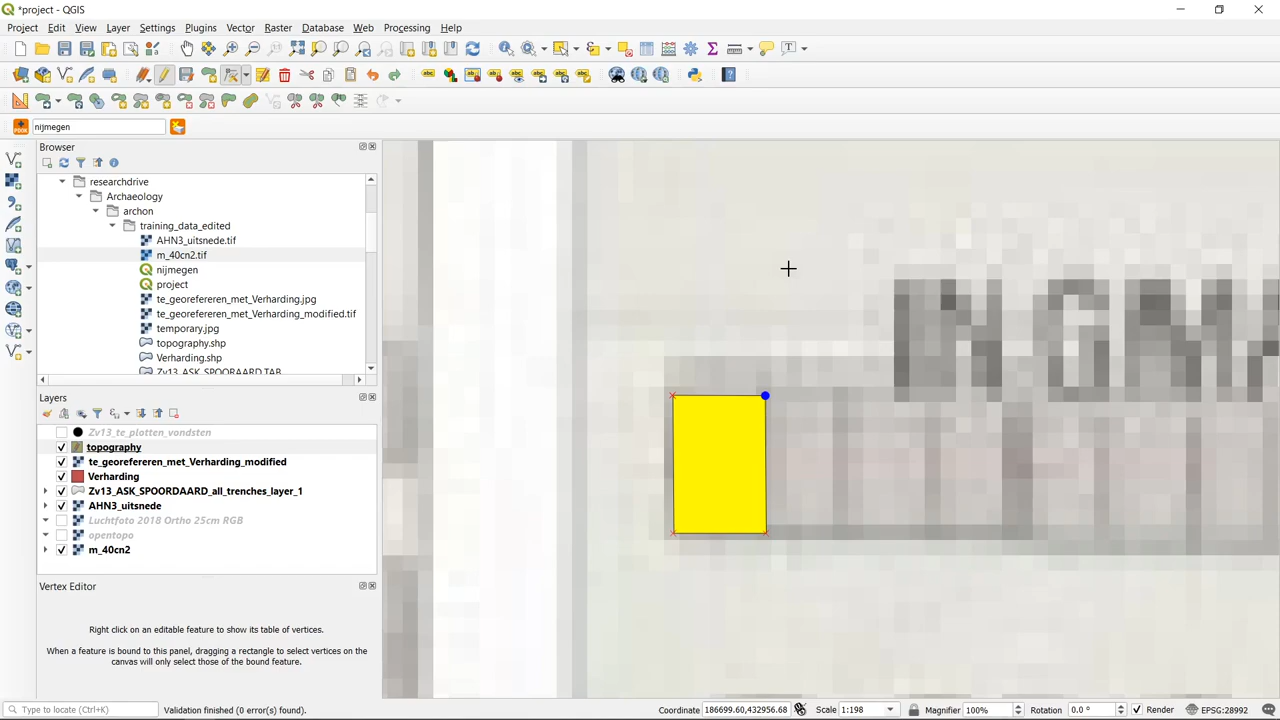 *project — QGIS
Project Edit View Layer Settings Plugins Vector Raster Database Web Processing Help
nijmegen
Browser
researchdrive
Archaeology
archon
training_data_edited
AHN3_uitsnede.tif
m_40cn2.tif
nijmegen
project
te_georefereren_met_Verharding.jpg
te_georefereren_met_Verharding_modified.tif
temporary.jpg
topography.shp
Verharding.shp
Zv13_ASK_SPOORAARD.TAB
Layers
Zv13_te_plotten_vondsten
topography
te_georefereren_met_Verharding_modified
Verharding
Zv13_ASK_SPOORDAARD_all_trenches_layer_1
AHN3_uitsnede
Luchtfoto 2018 Ortho 25cm RGB
opentopo
m_40cn2
Vertex Editor
Right click on an editable feature to show its table of vertices.
When a feature is bound to this panel, dragging a rectangle to select vertices on the
canvas will only select those of the bound feature.
Type to locate (Ctrl+K) Validation finished (0 error(s) found). Coordinate 186699.60,432956.68 Scale 1:198 Magnifier 100% Rotation 0.0 ° Render EPSG:28992